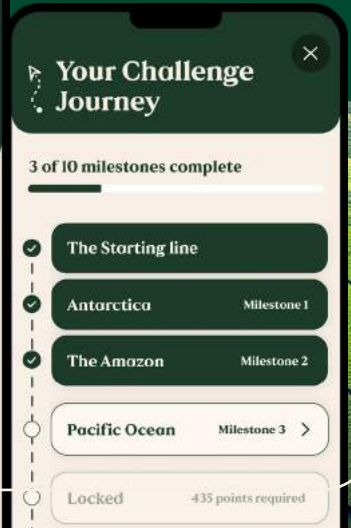 Your Challenge
Journey
3 of 10 milestones complete
The Starting line
Antarctica Milestone 1
The Amazon Milestone 2
Pacific Ocean Milestone 3
Locked 435 points required